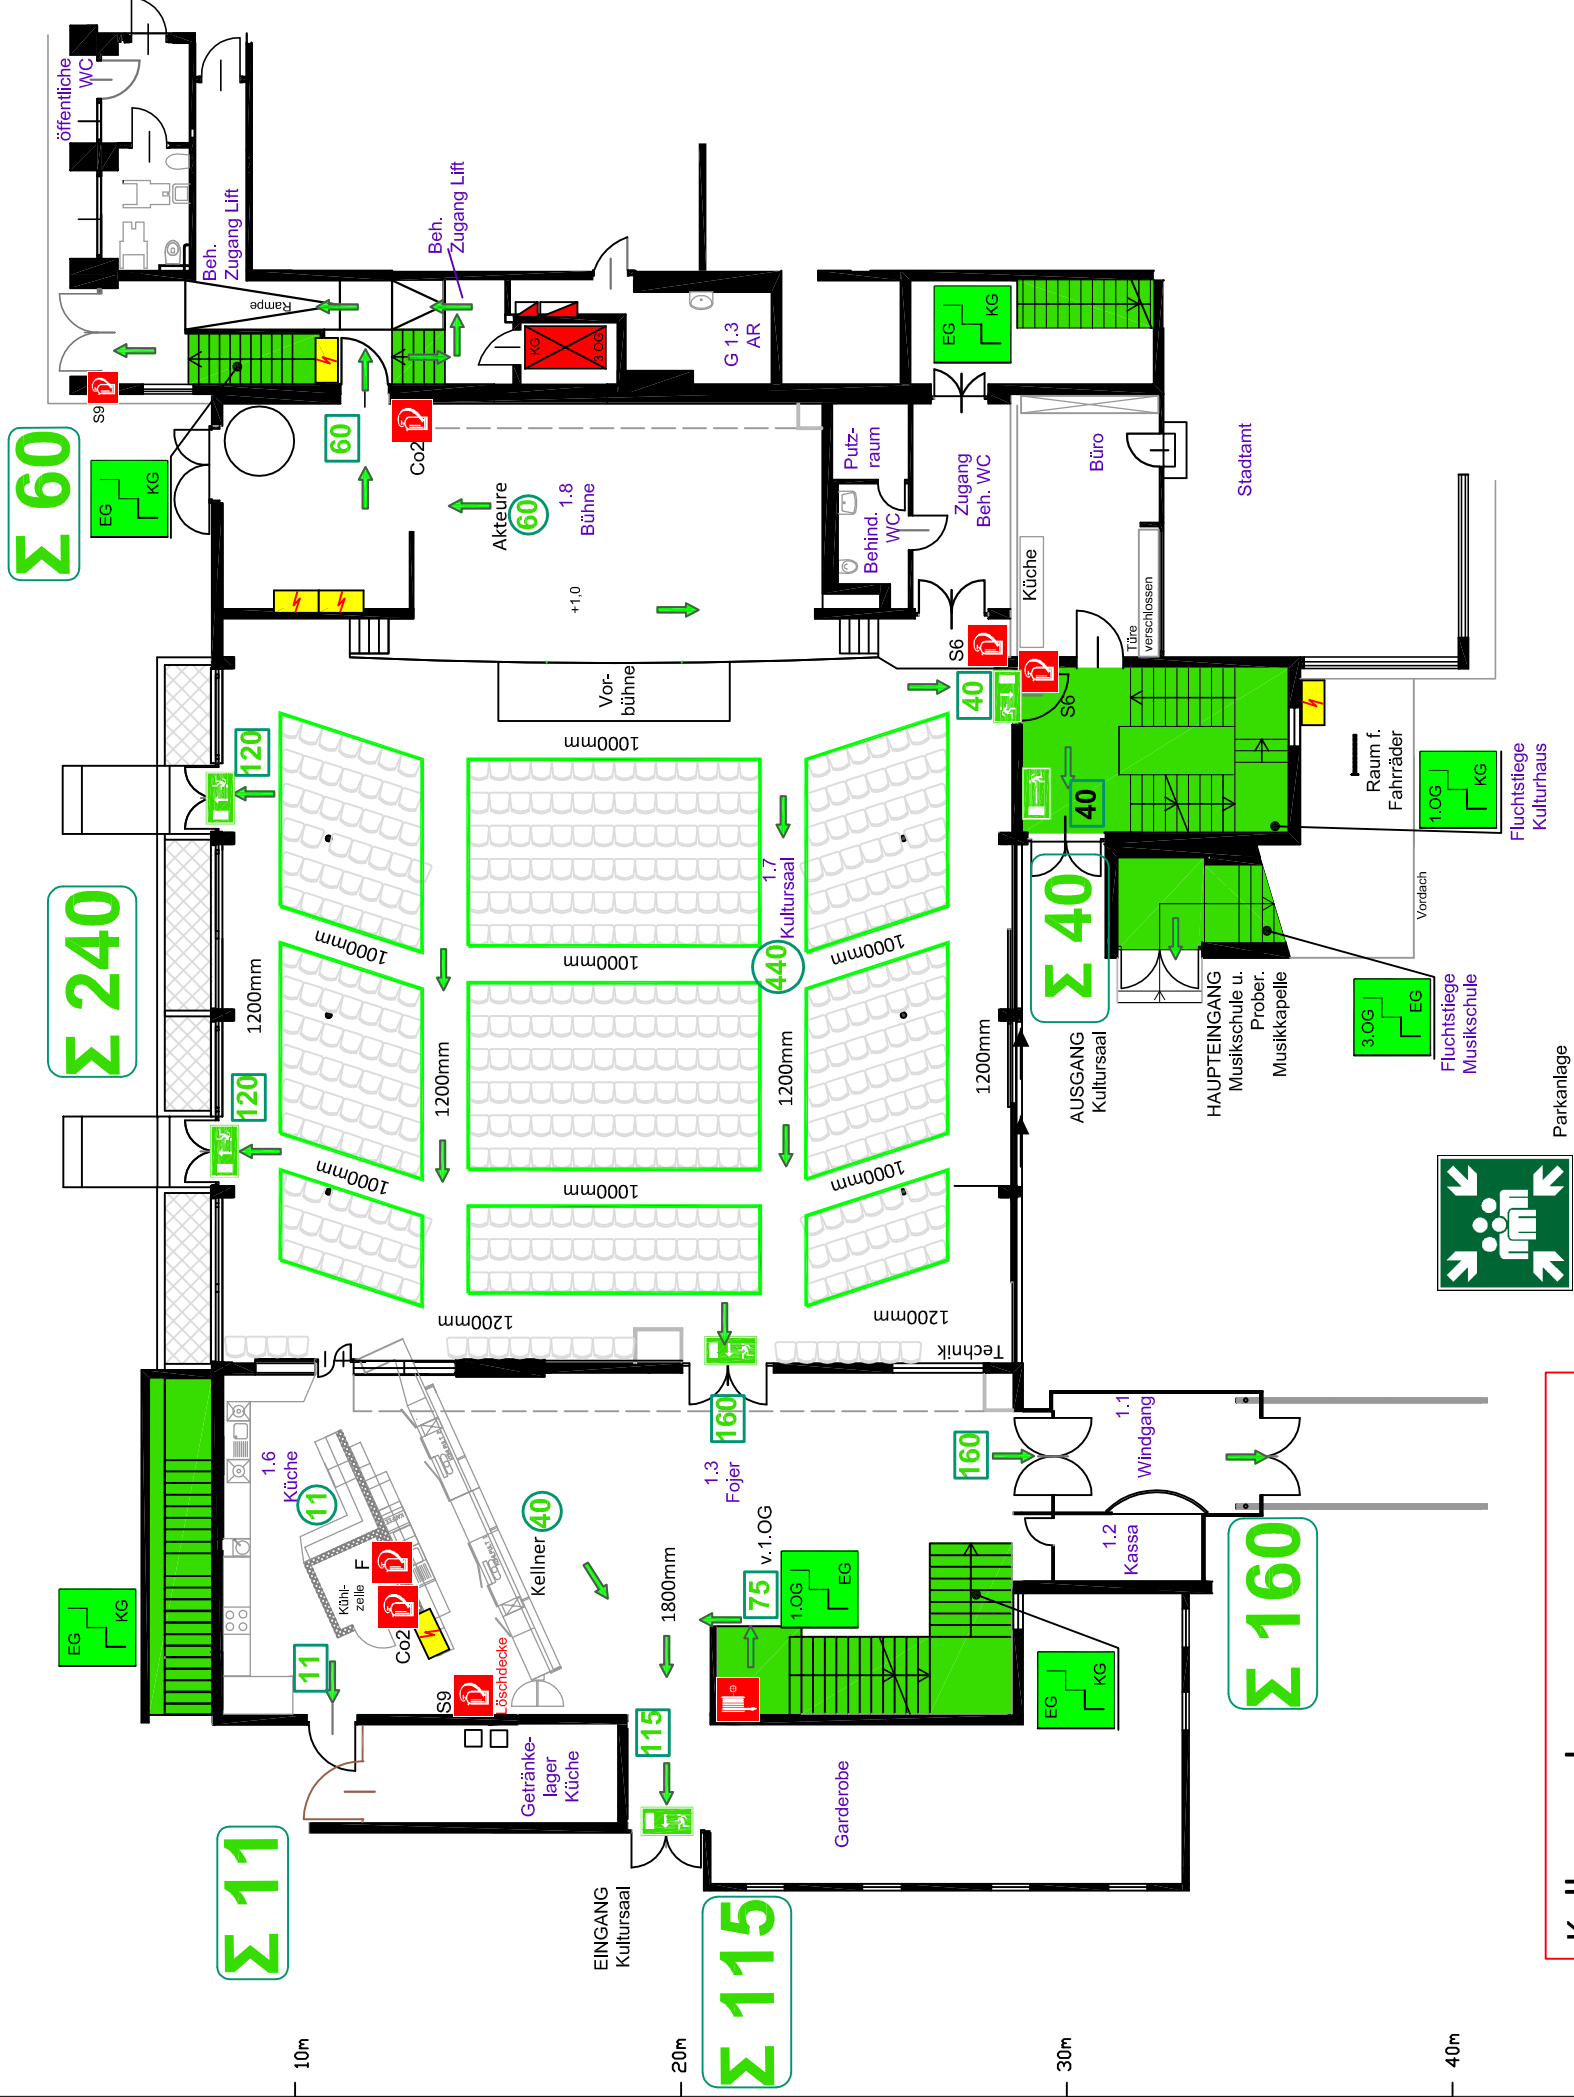 öffentliche
WC
Beh.
Zugang Lift
Beh.
Zugang Lift
Rampe
S9
Σ 60
EG
KG
60
Co2
KG
3.OG
G 1.3
AR
EG
KG
Akteure
60
1.8
Bühne
+1,0
Putz-
raum
Behind.
WC
Zugang
Beh. WC
Büro
Küche
Türe
verschlossen
Stadtamt
S6
S6
Vor-
bühne
40
40
Σ 40
120
Σ 240
120
1000mm
1000mm
1000mm
1000mm
1000mm
1000mm
1000mm
1200mm
1200mm
1200mm
1200mm
1200mm
1200mm
1.7
Kultursaal
440
Technik
Raum f.
Fahrräder
1.OG
KG
Fluchtstiege
Kulturhaus
Vordach
AUSGANG
Kultursaal
HAUPTEINGANG
Musikschule u.
Prober.
Musikkapelle
3.OG
EG
Fluchtstiege
Musikschule
Parkanlage
EG
KG
1.6
Küche
11
Kühl-
zelle
F
Co2
11
Σ 11
S9
Löschdecke
Kellner
40
160
1.3
Fojer
160
1.1
Windgang
1.2
Kassa
Σ 160
1800mm
75
v.1.OG
1.OG
EG
EG
KG
115
Getränke-
lager
Küche
Garderobe
EINGANG
Kultursaal
Σ 115
10m
20m
30m
40m